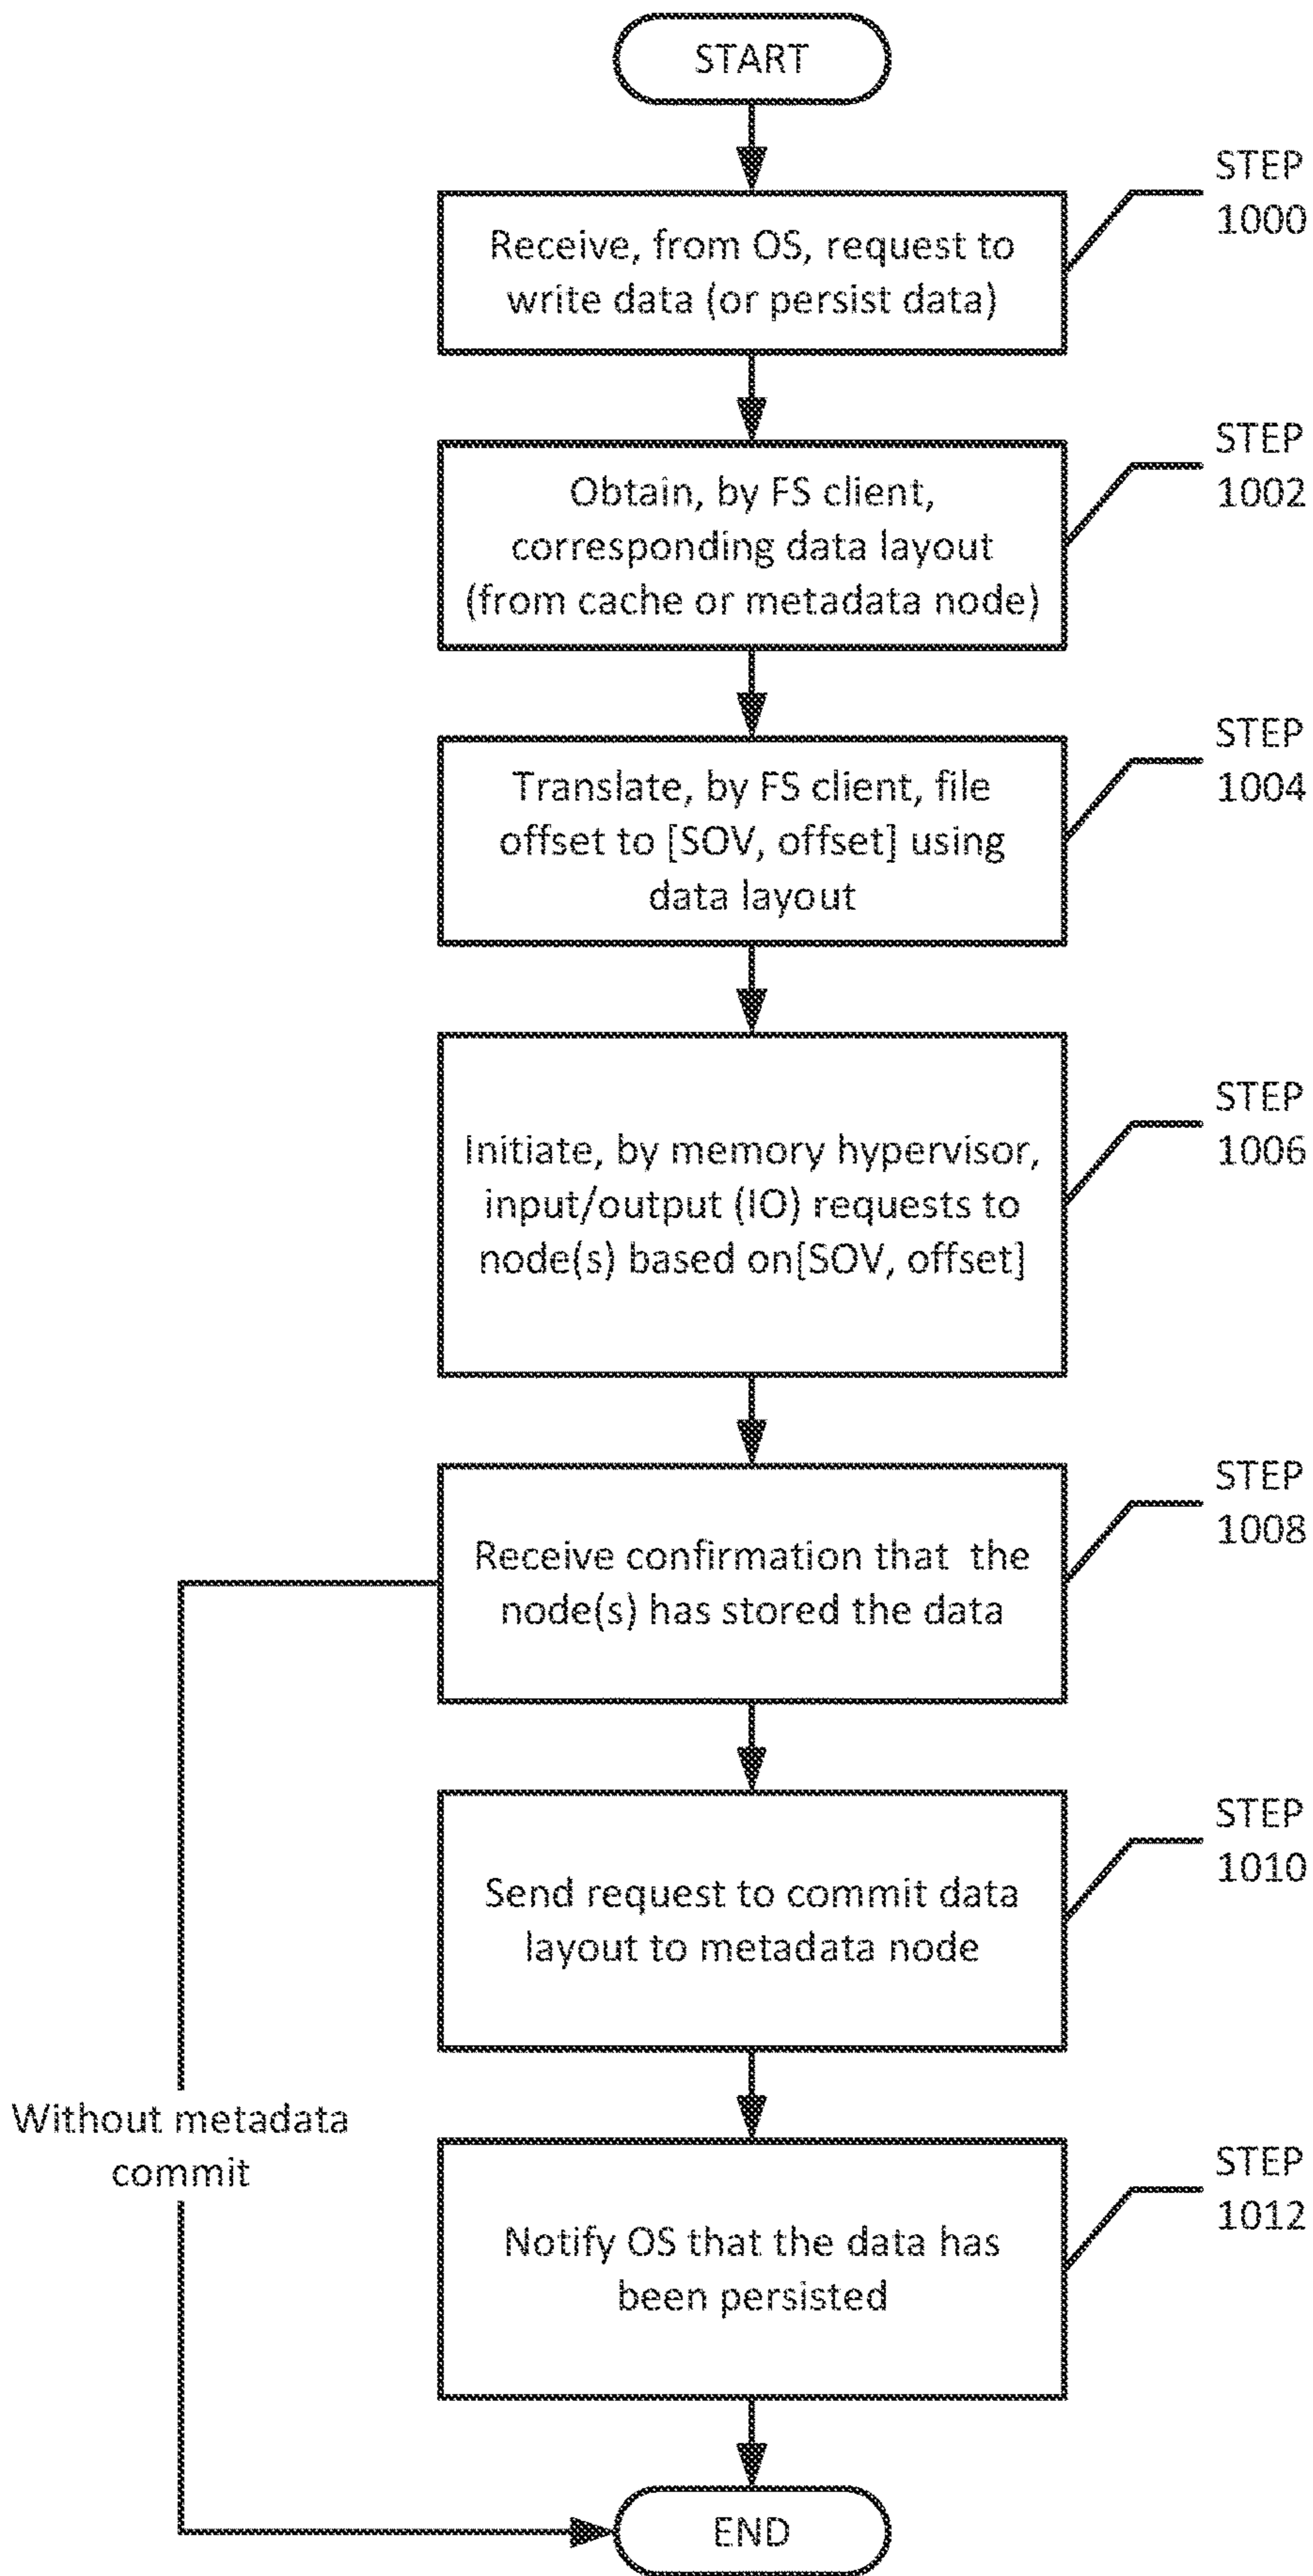 START
STEP
1000
Receive, from OS, request to
write data (or persist data)
STEP
1002
Obtain, by FS client,
corresponding data layout
(from cache or metadata node)
STEP
1004
Translate, by FS client, file
offset to [SOV, offset] using
data layout
STEP
1006
Initiate, by memory hypervisor,
input/output (IO) requests to
node(s) based on[SOV, offset]
STEP
1008
Receive confirmation that the
node(s) has stored the data
STEP
1010
Send request to commit data
layout to metadata node
Without metadata
commit
STEP
1012
Notify OS that the data has
been persisted
END